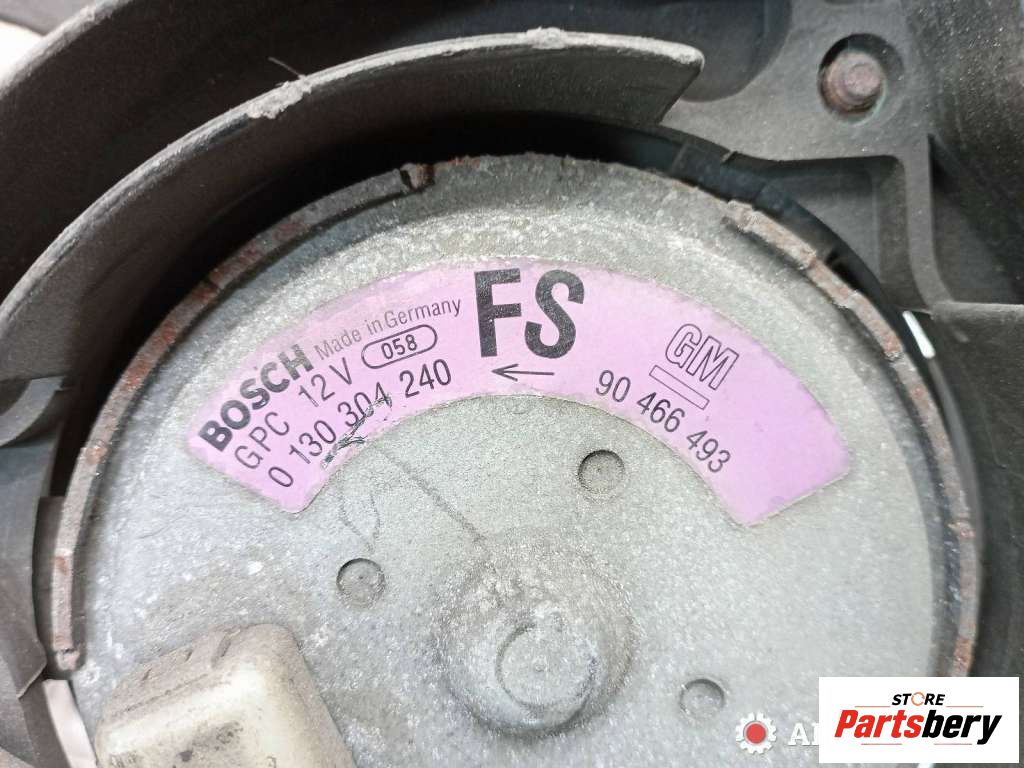 BOSCH Made in Germany
GPC 12 V 058
0 130 304 240
FS
←
GM
90 466 493
STORE
Partsbery